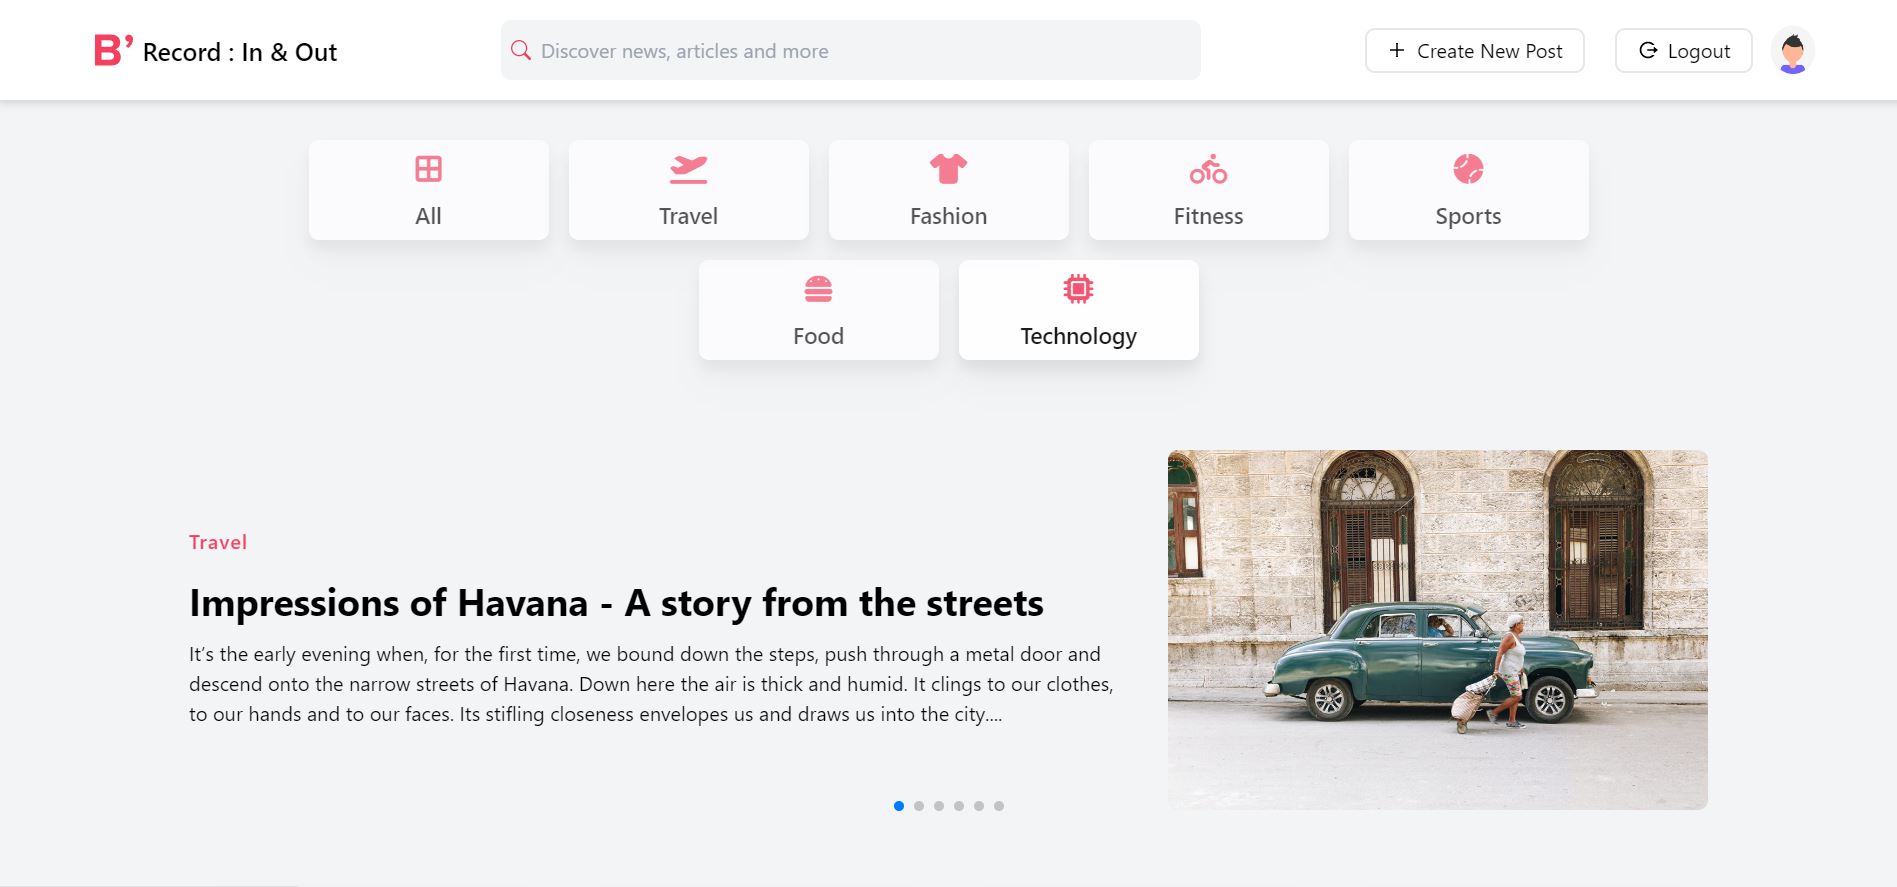 B’ Record : In & Out
Discover news, articles and more
Create New Post
Logout
All
Travel
Fashion
Fitness
Sports
Food
Technology
Travel
Impressions of Havana - A story from the streets
It’s the early evening when, for the first time, we bound down the steps, push through a metal door and
descend onto the narrow streets of Havana. Down here the air is thick and humid. It clings to our clothes,
to our hands and to our faces. Its stifling closeness envelopes us and draws us into the city....